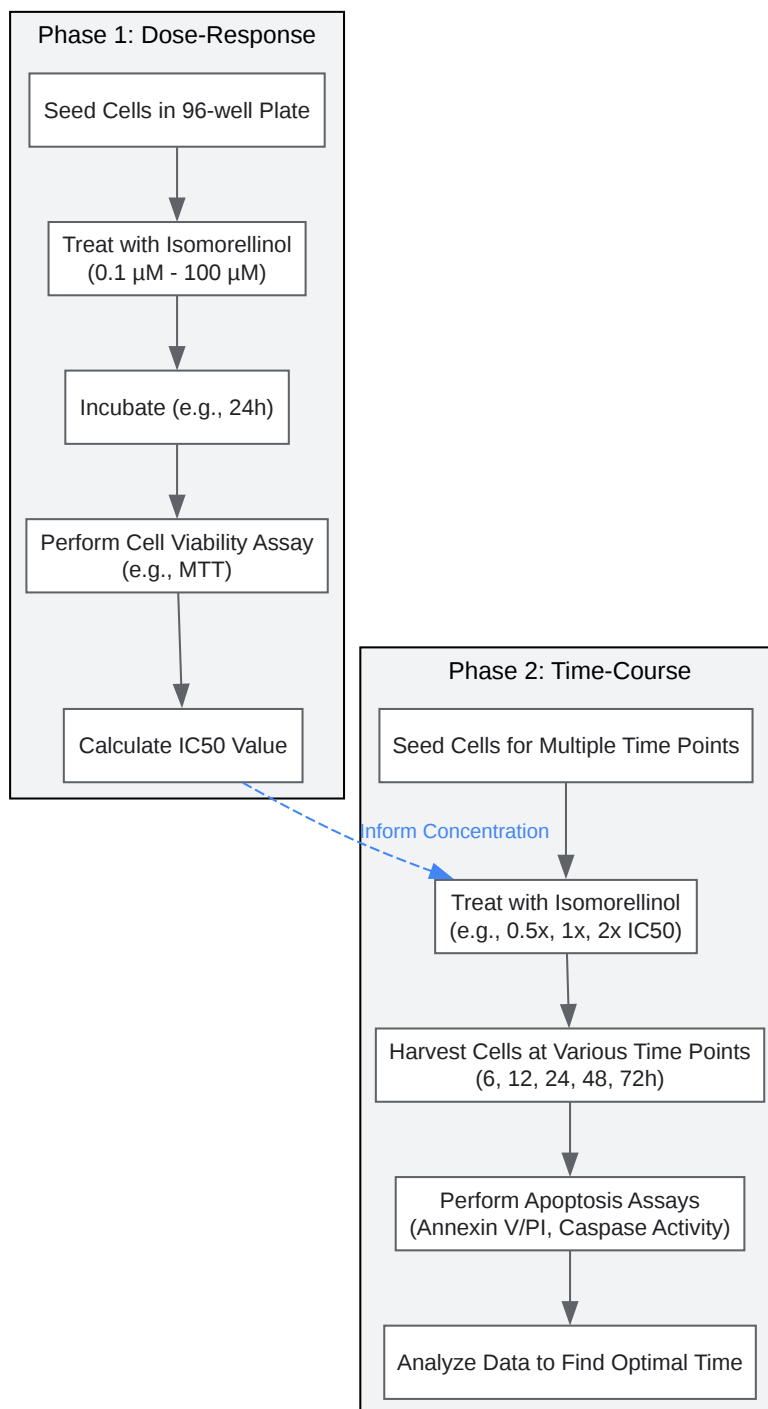 Phase 1: Dose-Response
Seed Cells in 96-well Plate
Treat with Isomorellinol
(0.1 µM - 100 µM)
Incubate (e.g., 24h)
Perform Cell Viability Assay
(e.g., MTT)
Calculate IC50 Value
Inform Concentration
Phase 2: Time-Course
Seed Cells for Multiple Time Points
Treat with Isomorellinol
(e.g., 0.5x, 1x, 2x IC50)
Harvest Cells at Various Time Points
(6, 12, 24, 48, 72h)
Perform Apoptosis Assays
(Annexin V/PI, Caspase Activity)
Analyze Data to Find Optimal Time